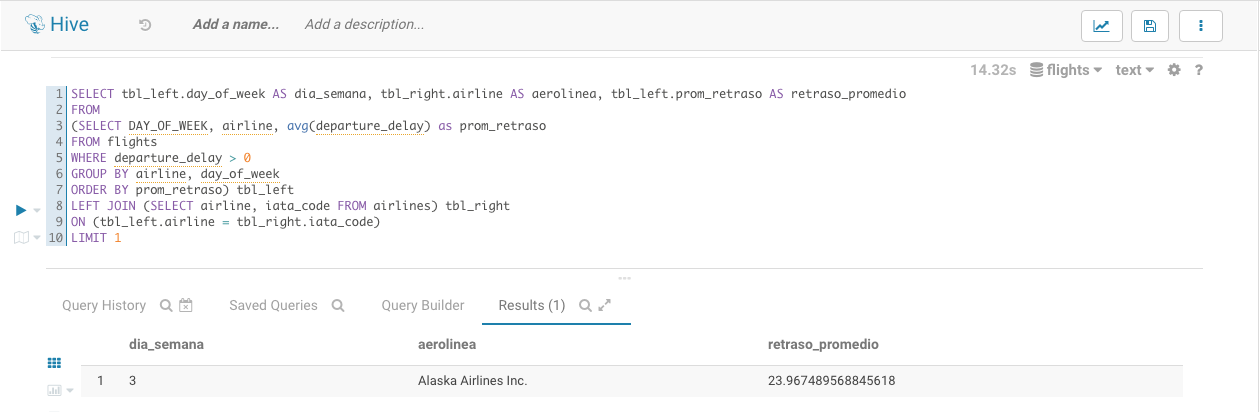 Hive Add a name... Add a description...
14.32s flights text ?
1 SELECT tbl_left.day_of_week AS dia_semana, tbl_right.airline AS aerolinea, tbl_left.prom_retraso AS retraso_promedio
2 FROM
3 (SELECT DAY_OF_WEEK, airline, avg(departure_delay) as prom_retraso
4 FROM flights
5 WHERE departure_delay > 0
6 GROUP BY airline, day_of_week
7 ORDER BY prom_retraso) tbl_left
8 LEFT JOIN (SELECT airline, iata_code FROM airlines) tbl_right
9 ON (tbl_left.airline = tbl_right.iata_code)
10 LIMIT 1
Query History Saved Queries Query Builder Results (1)
dia_semana aerolinea retraso_promedio
1 3 Alaska Airlines Inc. 23.967489568845618